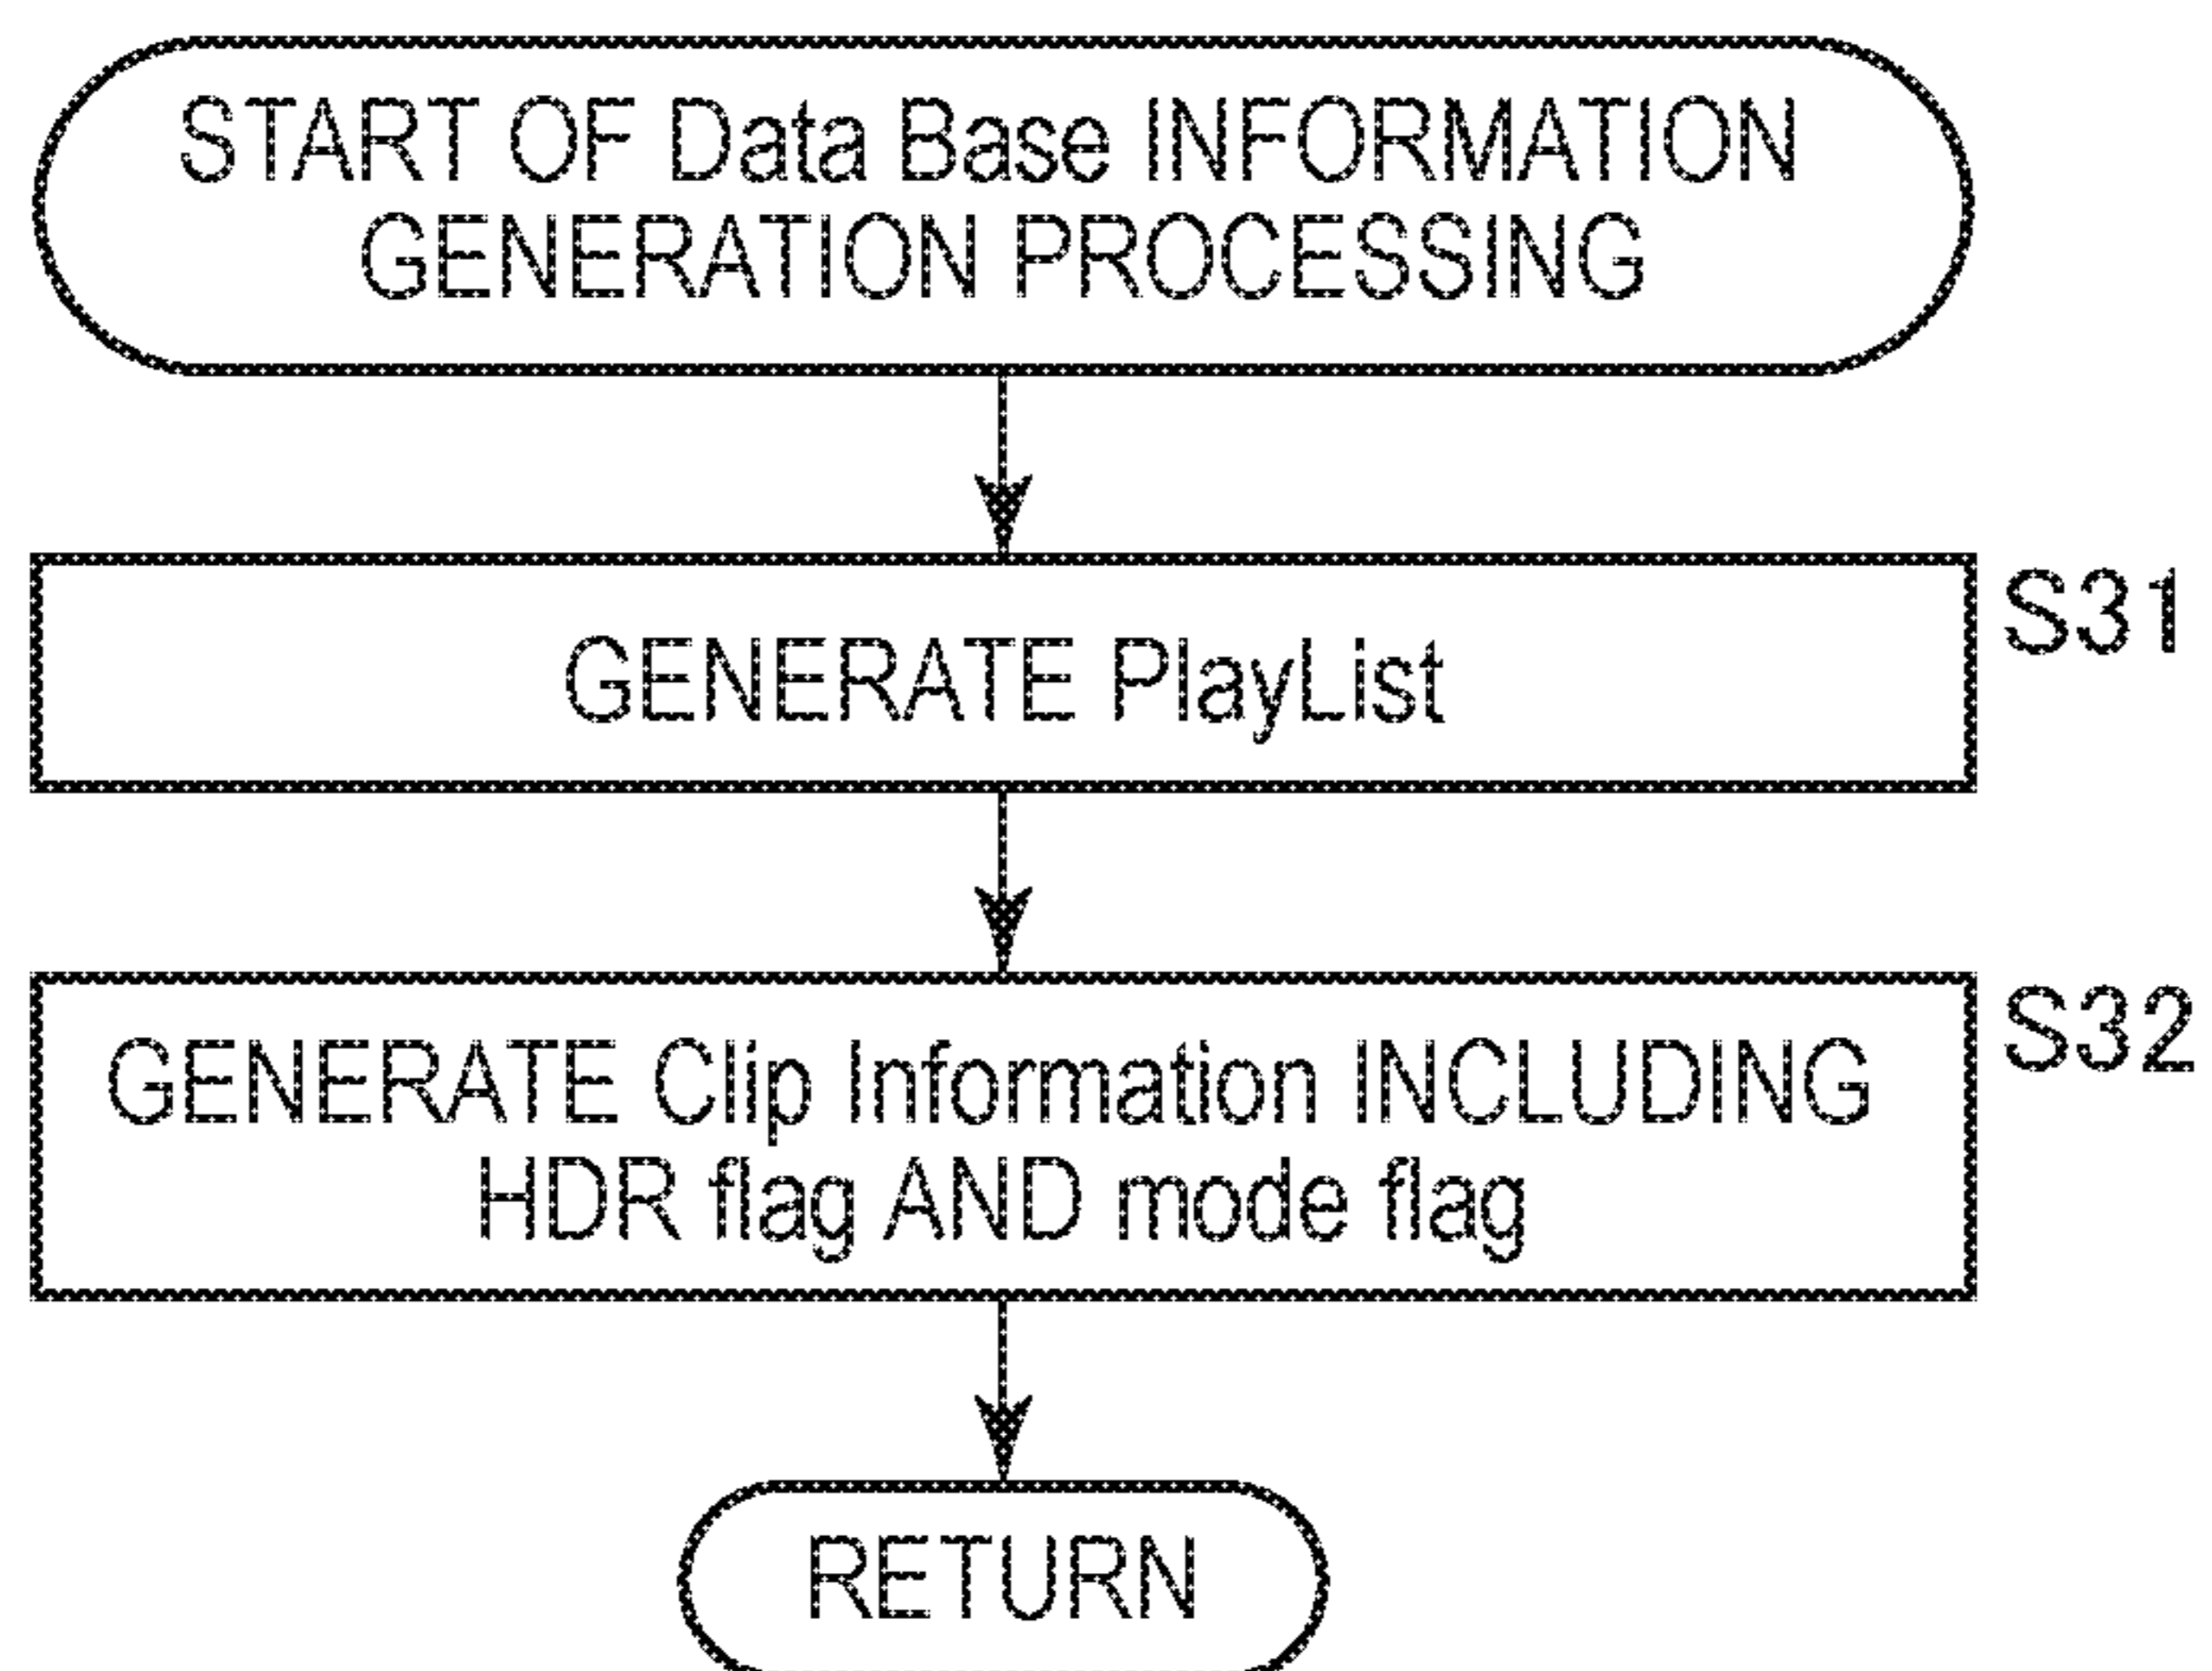 START OF Data Base INFORMATION
GENERATION PROCESSING
S31
GENERATE PlayList
S32
GENERATE Clip Information INCLUDING
HDR flag AND mode flag
RETURN